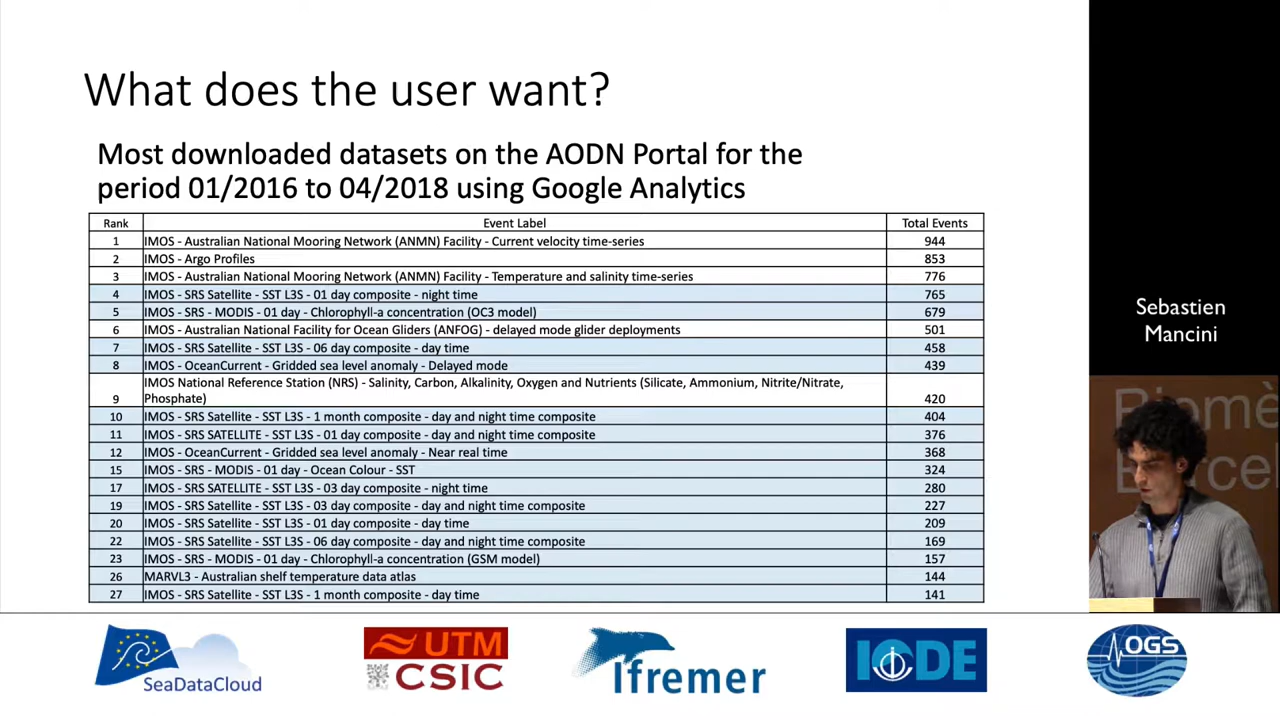 What does the user want?
Most downloaded datasets on the AODN Portal for the
period 01/2016 to 04/2018 using Google Analytics
Rank Event Label Total Events
1 IMOS - Australian National Mooring Network (ANMN) Facility - Current velocity time-series 944
2 IMOS - Argo Profiles 853
3 IMOS - Australian National Mooring Network (ANMN) Facility - Temperature and salinity time-series 776
4 IMOS - SRS Satellite - SST L3S - 01 day composite - night time 765
5 IMOS - SRS - MODIS - 01 day - Chlorophyll-a concentration (OC3 model) 679
6 IMOS - Australian National Facility for Ocean Gliders (ANFOG) - delayed mode glider deployments 501
7 IMOS - SRS Satellite - SST L3S - 06 day composite - day time 458
8 IMOS - OceanCurrent - Gridded sea level anomaly - Delayed mode 439
IMOS National Reference Station (NRS) - Salinity, Carbon, Alkalinity, Oxygen and Nutrients (Silicate, Ammonium, Nitrite/Nitrate,
9 Phosphate) 420
10 IMOS - SRS Satellite - SST L3S - 1 month composite - day and night time composite 404
11 IMOS - SRS SATELLITE - SST L3S - 01 day composite - day and night time composite 376
12 IMOS - OceanCurrent - Gridded sea level anomaly - Near real time 368
15 IMOS - SRS - MODIS - 01 day - Ocean Colour - SST 324
17 IMOS - SRS SATELLITE - SST L3S - 03 day composite - night time 280
19 IMOS - SRS Satellite - SST L3S - 03 day composite - day and night time composite 227
20 IMOS - SRS Satellite - SST L3S - 01 day composite - day time 209
22 IMOS - SRS Satellite - SST L3S - 06 day composite - day and night time composite 169
23 IMOS - SRS - MODIS - 01 day - Chlorophyll-a concentration (GSM model) 157
26 MARVL3 - Australian shelf temperature data atlas 144
27 IMOS - SRS Satellite - SST L3S - 1 month composite - day time 141
Sebastien
Mancini
SeaDataCloud
UTM
CSIC
Ifremer
IODE
OGS